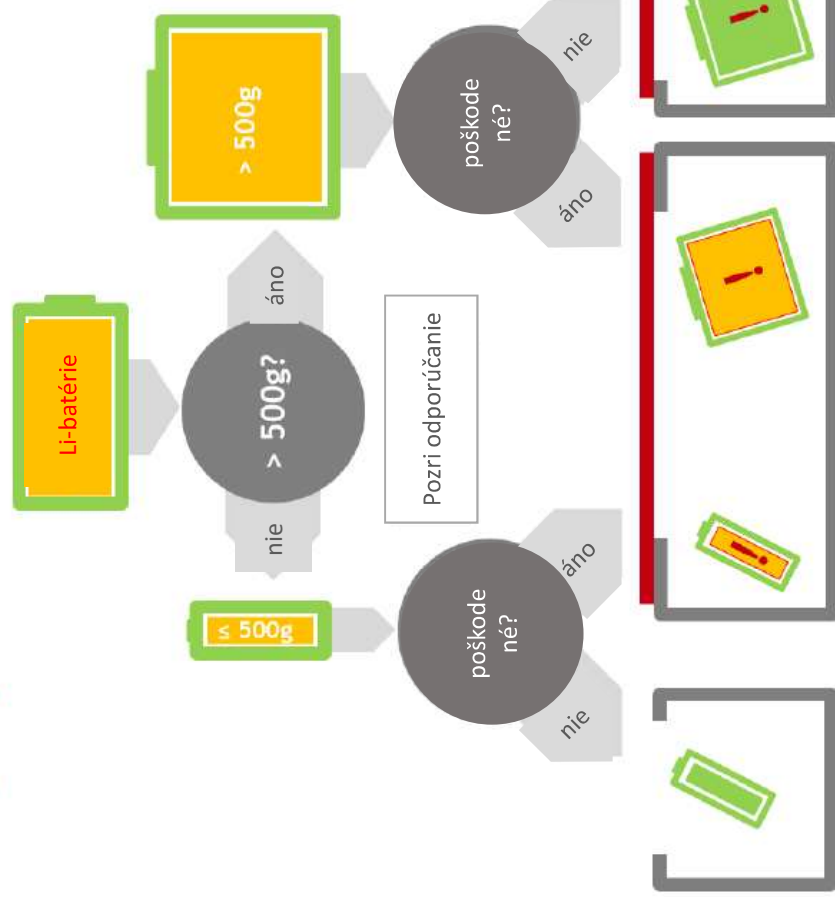 Li-batérie
≤ 500g
nie
> 500g?
áno
> 500g
Pozri odporúčanie
poškode
né?
poškode
né?
nie
áno
áno
nie
!
!
!